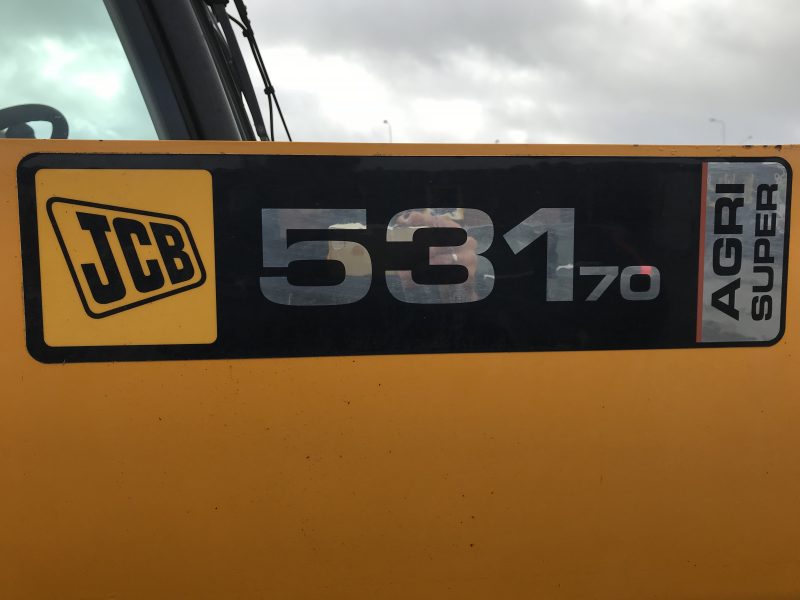 JCB
531 70
AGRI
SUPER